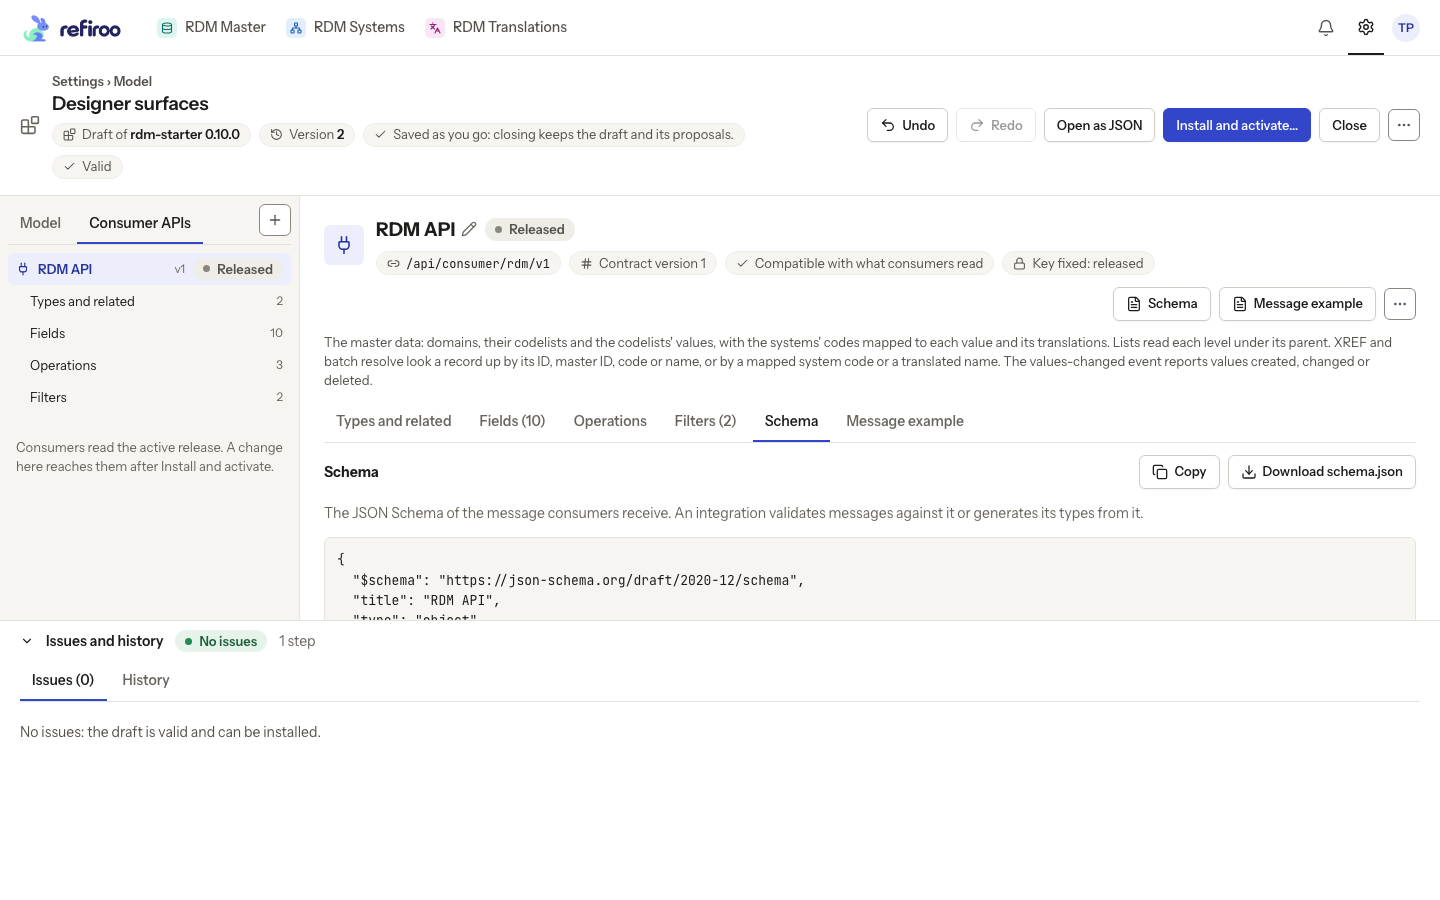 refiroo
RDM Master
RDM Systems
RDM Translations
TP
Settings › Model
Designer surfaces
Draft of rdm-starter 0.10.0
Version 2
Saved as you go: closing keeps the draft and its proposals.
Valid
Undo
Redo
Open as JSON
Install and activate...
Close
Model
Consumer APIs
RDM API
v1
Released
Types and related
2
Fields
10
Operations
3
Filters
2
Consumers read the active release. A change
here reaches them after Install and activate.
RDM API
Released
/api/consumer/rdm/v1
Contract version 1
Compatible with what consumers read
Key fixed: released
Schema
Message example
The master data: domains, their codelists and the codelists' values, with the systems' codes mapped to each value and its translations. Lists read each level under its parent. XREF and
batch resolve look a record up by its ID, master ID, code or name, or by a mapped system code or a translated name. The values-changed event reports values created, changed or
deleted.
Types and related
Fields (10)
Operations
Filters (2)
Schema
Message example
Schema
Copy
Download schema.json
The JSON Schema of the message consumers receive. An integration validates messages against it or generates its types from it.
{
"$schema": "https://json-schema.org/draft/2020-12/schema",
"title": "RDM API",
"type": "object",
Issues and history
No issues
1 step
Issues (0)
History
No issues: the draft is valid and can be installed.